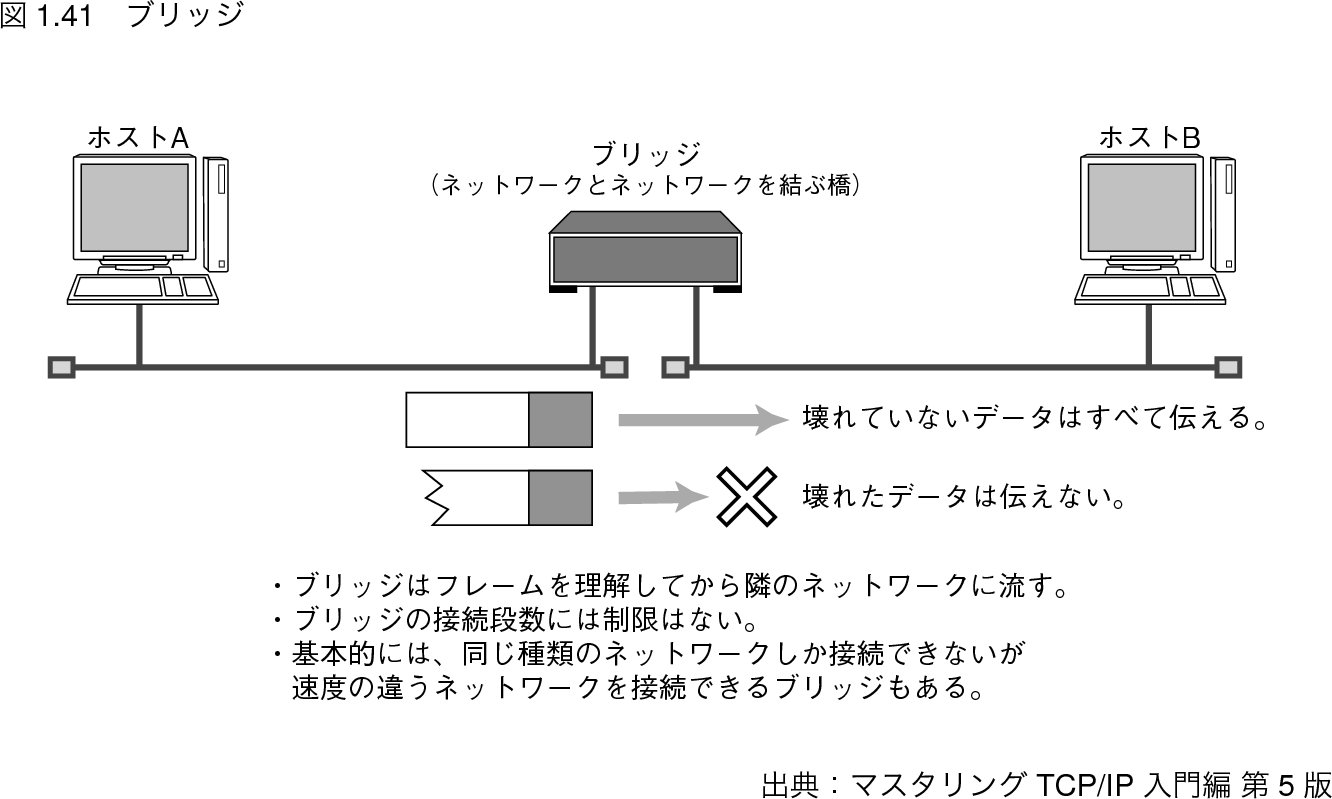 図 1.41　ブリッジ
ホストA
ホストB
ブリッジ
（ネットワークとネットワークを結ぶ橋）
壊れていないデータはすべて伝える。
壊れたデータは伝えない。
・ブリッジはフレームを理解してから隣のネットワークに流す。
・ブリッジの接続段数には制限はない。
・基本的には、同じ種類のネットワークしか接続できないが
速度の違うネットワークを接続できるブリッジもある。
出典：マスタリング TCP/IP 入門編 第 5 版